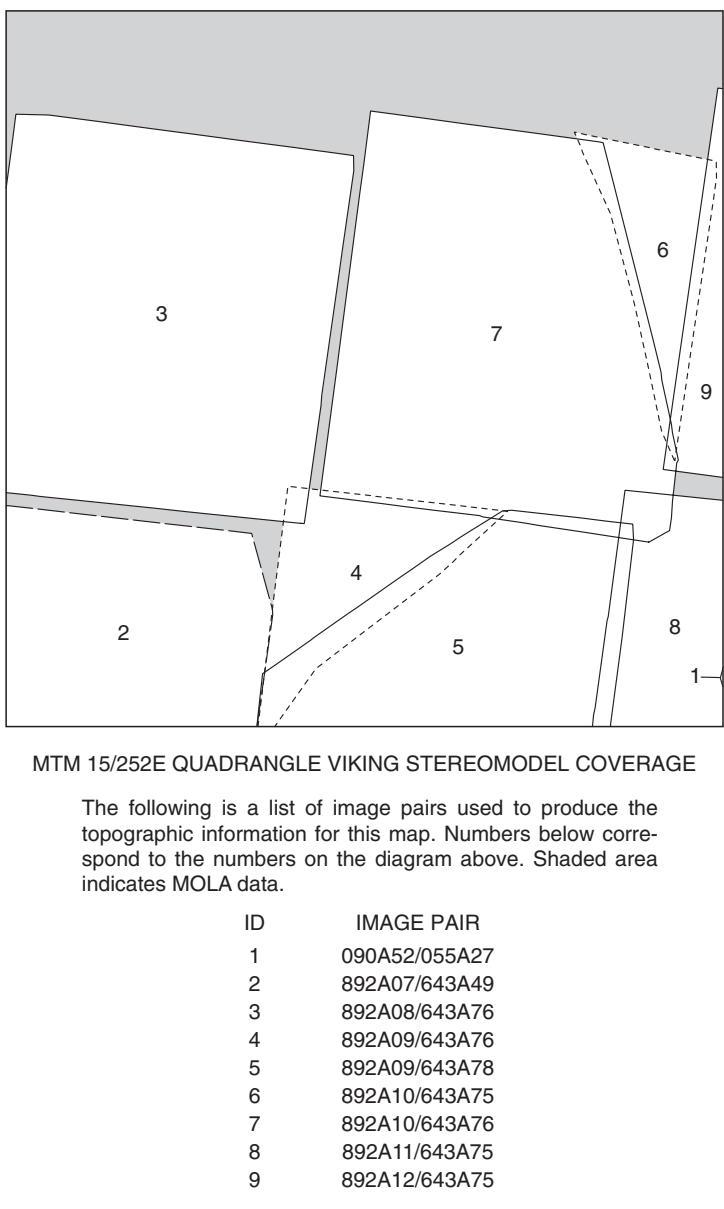 6
3
7
9
4
2
5
8
1
MTM 15/252E QUADRANGLE VIKING STEREOMODEL COVERAGE
The following is a list of image pairs used to produce the
topographic information for this map. Numbers below corre-
spond to the numbers on the diagram above. Shaded area
indicates MOLA data.
ID IMAGE PAIR
1 090A52/055A27
2 892A07/643A49
3 892A08/643A76
4 892A09/643A76
5 892A09/643A78
6 892A10/643A75
7 892A10/643A76
8 892A11/643A75
9 892A12/643A75